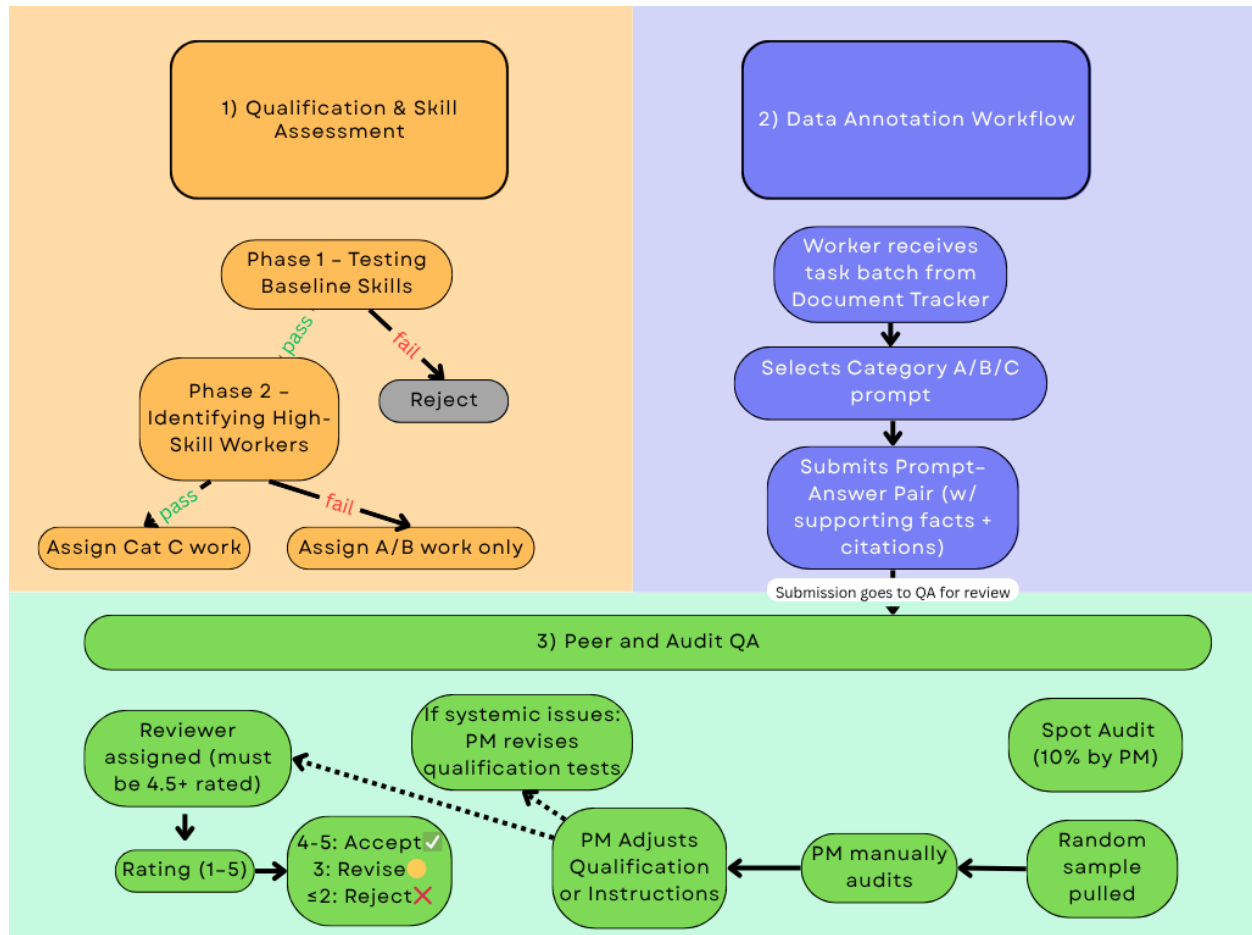 1) Qualification & Skill
Assessment
Phase 1 – Testing
Baseline Skills
pass
fail
Reject
Phase 2 –
Identifying High-
Skill Workers
pass
fail
Assign Cat C work
Assign A/B work only
2) Data Annotation Workflow
Worker receives
task batch from
Document Tracker
Selects Category A/B/C
prompt
Submits Prompt–
Answer Pair (w/
supporting facts +
citations)
Submission goes to QA for review
3) Peer and Audit QA
Reviewer
assigned (must
be 4.5+ rated)
Rating (1–5)
4-5: Accept✅
3: Revise🟡
≤2: Reject❌
If systemic issues:
PM revises
qualification tests
PM Adjusts
Qualification
or Instructions
PM manually
audits
Spot Audit
(10% by PM)
Random
sample
pulled